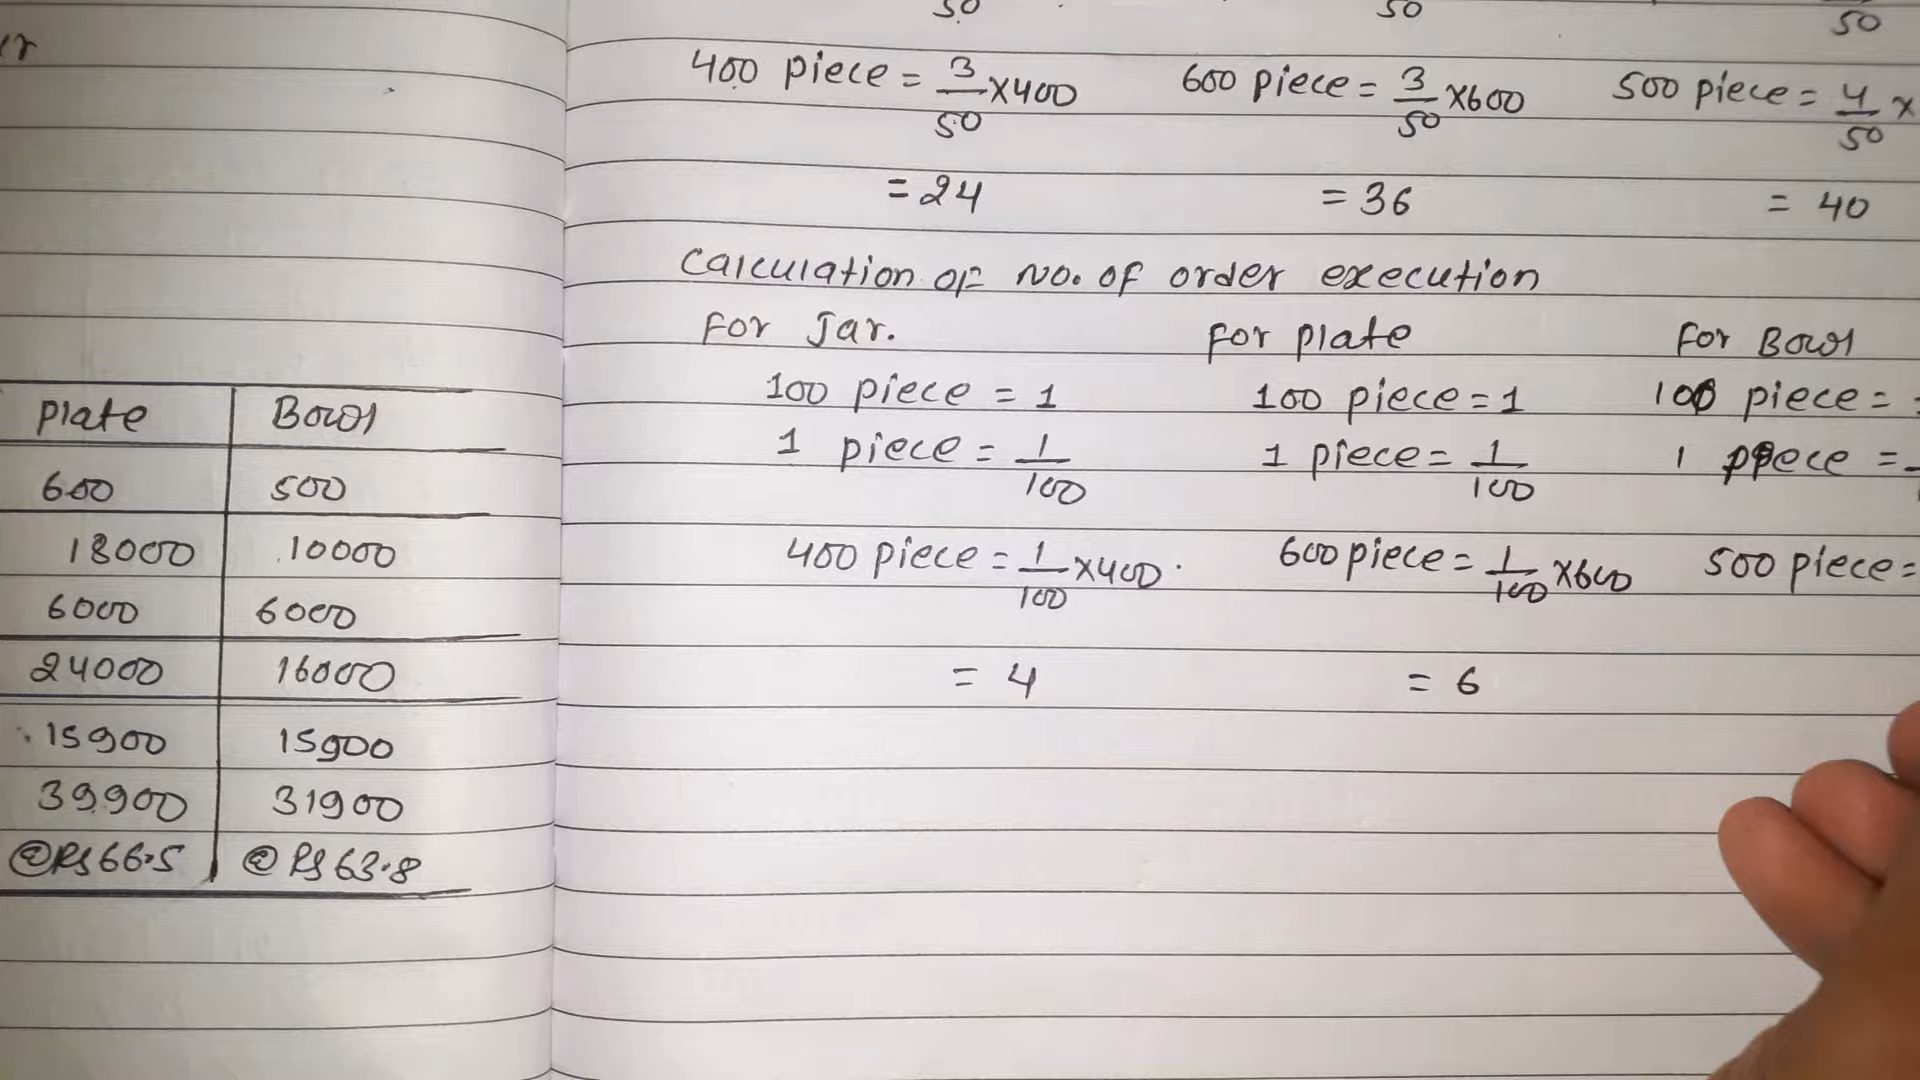 50 50 50
400 piece = 3/50 x400 600 piece = 3/50 x600 500 piece = 4/50 x
= 24 = 36 = 40
Calculation of No. of order execution
For Jar. For plate For Bowl
100 piece = 1 100 piece = 1 100 piece =
1 piece = 1/100 1 piece = 1/100 1 piece =
400 piece = 1/100 x400 600 piece = 1/100 x600 500 piece =
= 4 = 6
er
Plate Bowl
600 500
18000 10000
6000 6000
24000 16000
15900 15900
39900 31900
@Rs 66.5 @ Rs 63.8